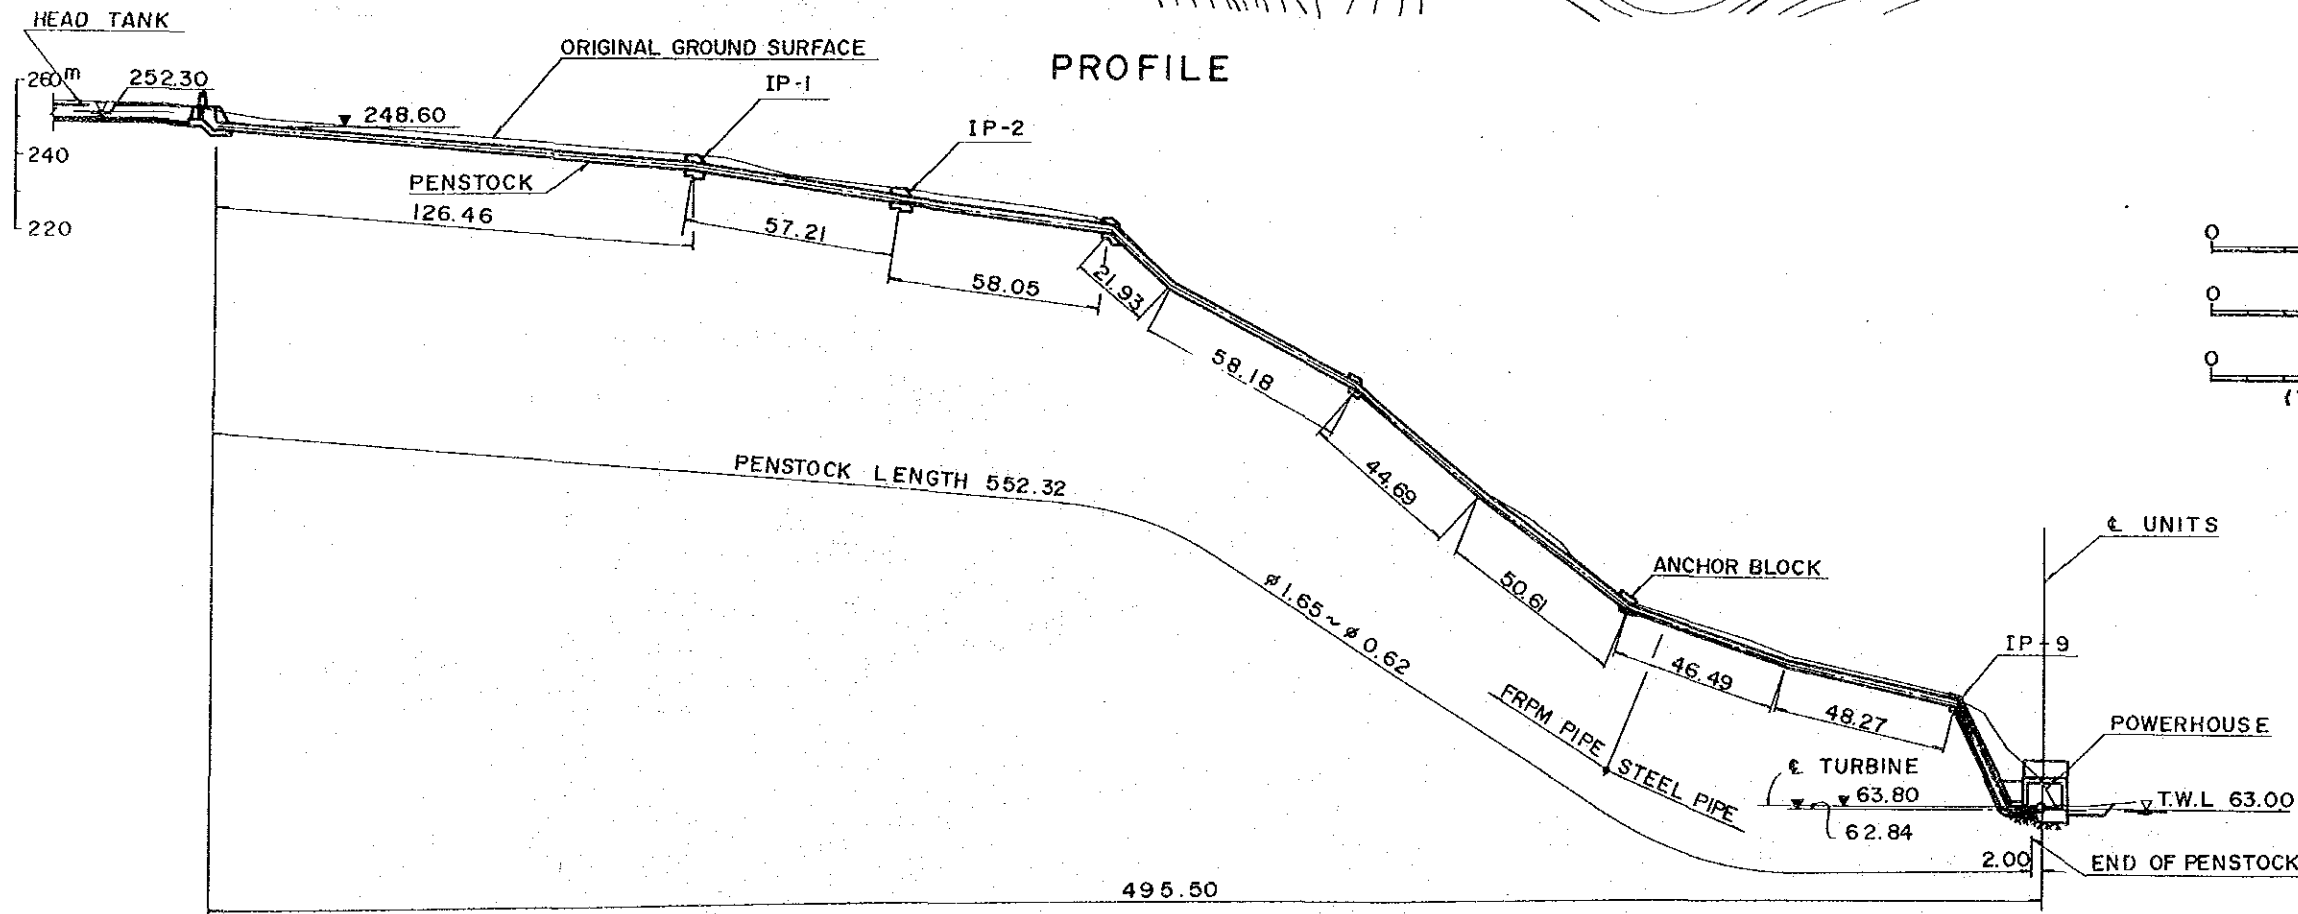 HEAD TANK
ORIGINAL GROUND SURFACE
PROFILE
260 m
252.30
IP-1
248.60
IP-2
240
PENSTOCK
126.46
220
57.21
58.05
21.93
58.18
44.69
PENSTOCK LENGTH 552.32
50.61
ANCHOR BLOCK
℄ UNITS
ø1.65 ~ ø 0.62
46.49
IP-9
48.27
FRPM PIPE
STEEL PIPE
POWERHOUSE
℄ TURBINE
63.80
62.84
T.W.L 63.00
2.00
END OF PENSTOCK
495.50
0
0
0